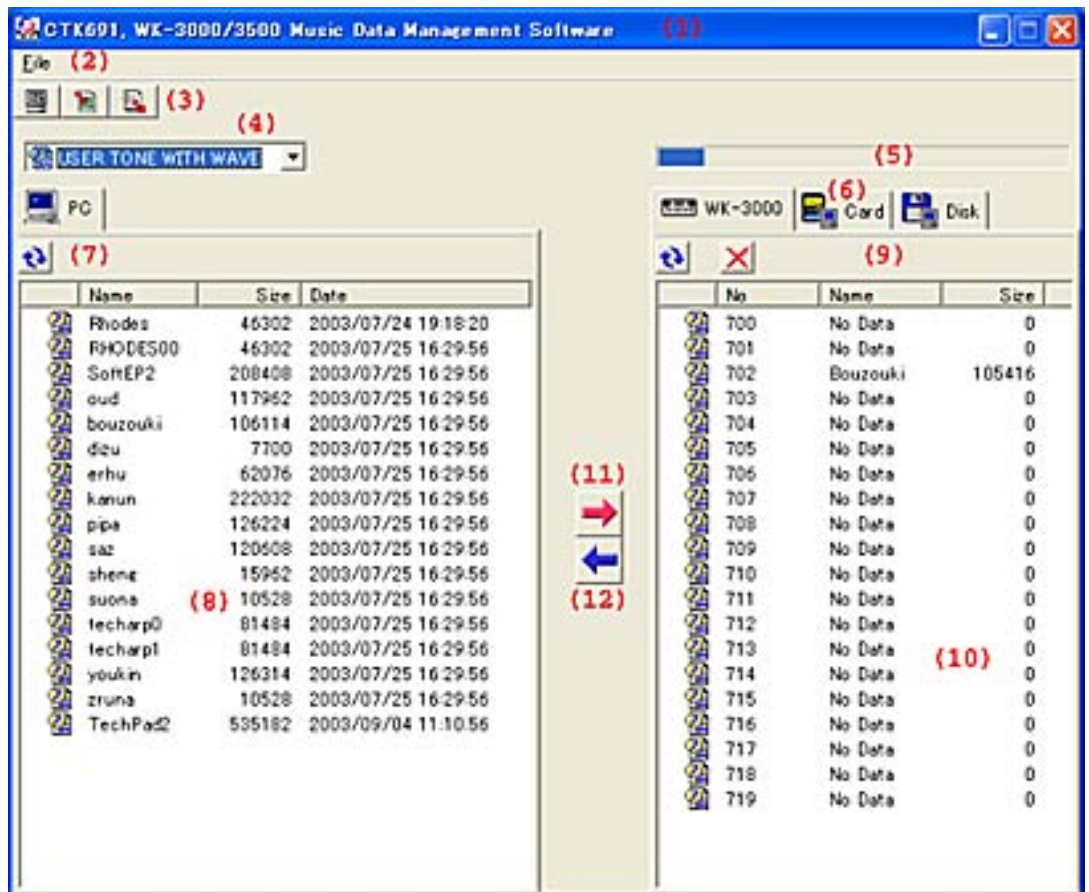 CTK691, WK-3000/3500 Music Data Management Software (1)
File (2)
(3)
(4)
USER TONE WITH WAVE
(5)
PC
WK-3000 (6) Card Disk
(7)
(9)
Name Size Date
Rhodes 46302 2003/07/24 19:18:20
RHODES00 46302 2003/07/25 16:29:56
SoftEP2 208408 2003/07/25 16:29:56
oud 117962 2003/07/25 16:29:56
bouzouki 106114 2003/07/25 16:29:56
dizu 7700 2003/07/25 16:29:56
erhu 62076 2003/07/25 16:29:56
kanun 222032 2003/07/25 16:29:56
pipa 126224 2003/07/25 16:29:56
saz 120608 2003/07/25 16:29:56
sheng 15962 2003/07/25 16:29:56
suona (8) 10528 2003/07/25 16:29:56
techarp0 81484 2003/07/25 16:29:56
techarp1 81484 2003/07/25 16:29:56
youkin 126314 2003/07/25 16:29:56
zruna 10528 2003/07/25 16:29:56
TechPad2 535182 2003/09/04 11:10:56
(11)
(12)
No Name Size
700 No Data 0
701 No Data 0
702 Bouzouki 105416
703 No Data 0
704 No Data 0
705 No Data 0
706 No Data 0
707 No Data 0
708 No Data 0
709 No Data 0
710 No Data 0
711 No Data 0
712 No Data 0
713 No Data (10) 0
714 No Data 0
715 No Data 0
716 No Data 0
717 No Data 0
718 No Data 0
719 No Data 0